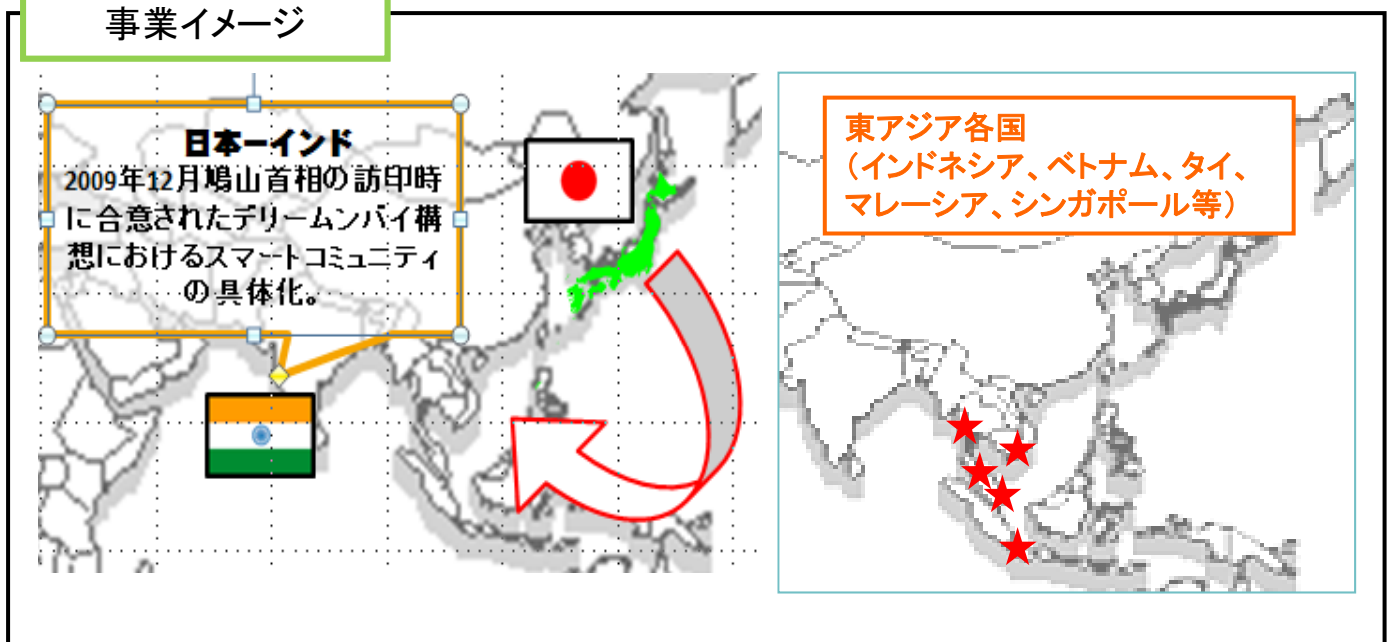 事業イメージ
日本ーインド
2009年12月鳩山首相の訪印時
に合意されたデリームンバイ構
想におけるスマートコミュニティ
の具体化。
東アジア各国
（インドネシア、ベトナム、タイ、
マレーシア、シンガポール等）